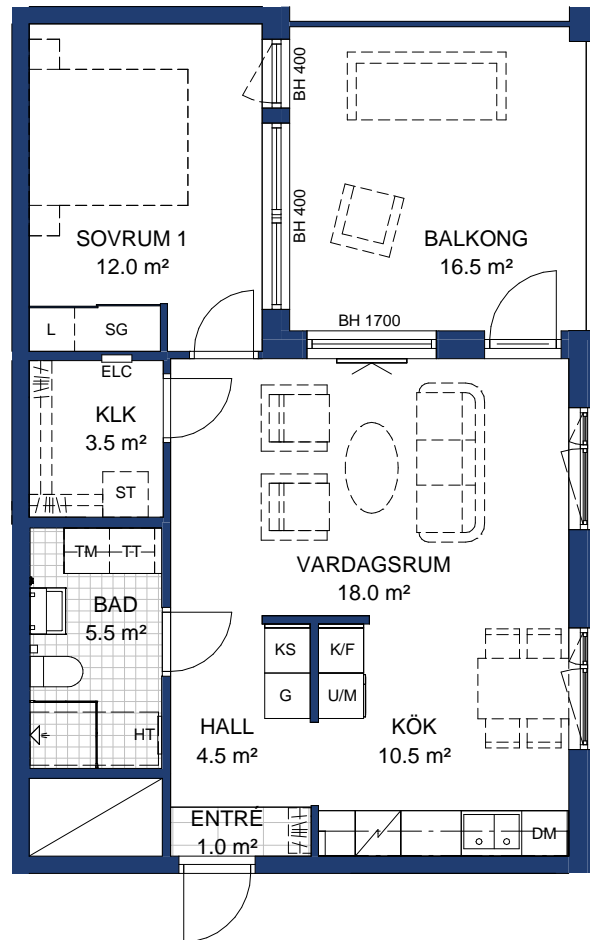 BH 400
BH 400
SOVRUM 1
12.0 m²
BALKONG
16.5 m²
L
SG
BH 1700
ELC
KLK
3.5 m²
ST
TM
TT
VARDAGSRUM
18.0 m²
BAD
5.5 m²
KS
K/F
G
U/M
HT
HALL
4.5 m²
KÖK
10.5 m²
ENTRÉ
1.0 m²
DM